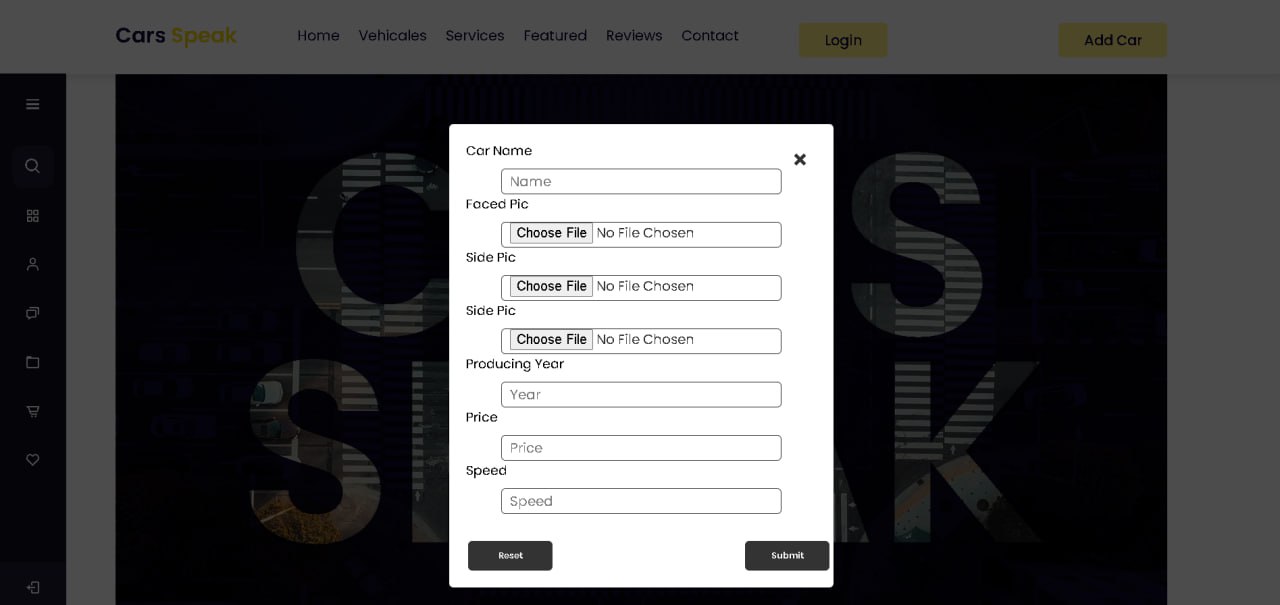 Cars Speak Home Vehicales Services Featured Reviews Contact Login Add Car
CARS
SPEAK
Car Name
Name
Faced Pic
Choose File No File Chosen
Side Pic
Choose File No File Chosen
Side Pic
Choose File No File Chosen
Producing Year
Year
Price
Price
Speed
Speed
Reset Submit